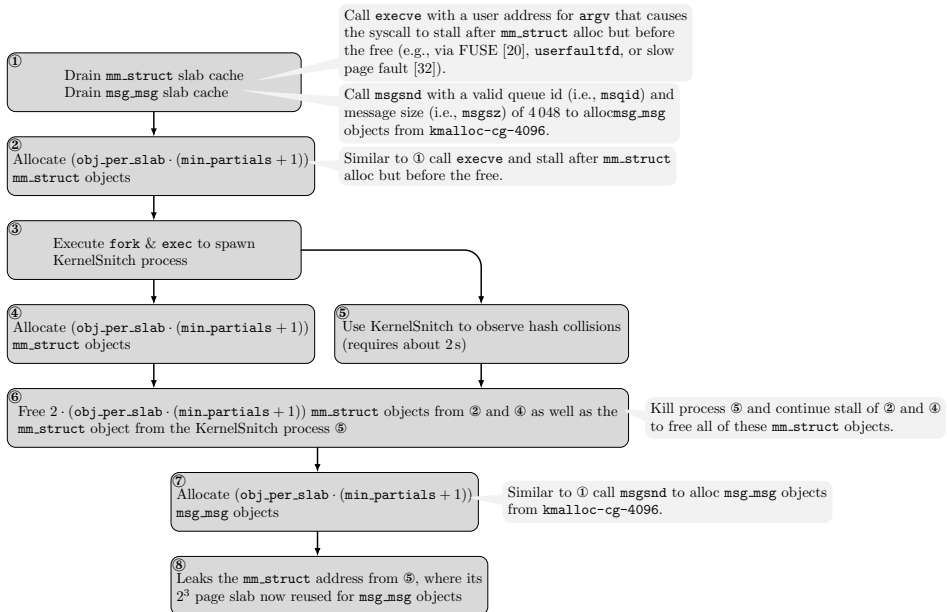 Call execve with a user address for argv that causes
the syscall to stall after mm_struct alloc but before
the free (e.g., via FUSE [20], userfaultfd, or slow
page fault [32]).
①
Drain mm_struct slab cache
Drain msg_msg slab cache
Call msgsnd with a valid queue id (i.e., msqid) and
message size (i.e., msgsz) of 4 048 to allocmsg_msg
objects from kmalloc-cg-4096.
②
Allocate (obj_per_slab · (min_partials + 1))
mm_struct objects
Similar to ① call execve and stall after mm_struct
alloc but before the free.
③
Execute fork & exec to spawn
KernelSnitch process
④
Allocate (obj_per_slab · (min_partials + 1))
mm_struct objects
⑤
Use KernelSnitch to observe hash collisions
(requires about 2 s)
⑥
Free 2 · (obj_per_slab · (min_partials + 1)) mm_struct objects from ② and ④ as well as the
mm_struct object from the KernelSnitch process ⑤
Kill process ⑤ and continue stall of ② and ④
to free all of these mm_struct objects.
⑦
Allocate (obj_per_slab · (min_partials + 1))
msg_msg objects
Similar to ① call msgsnd to alloc msg_msg objects
from kmalloc-cg-4096.
⑧
Leaks the mm_struct address from ⑤, where its
2³ page slab now reused for msg_msg objects